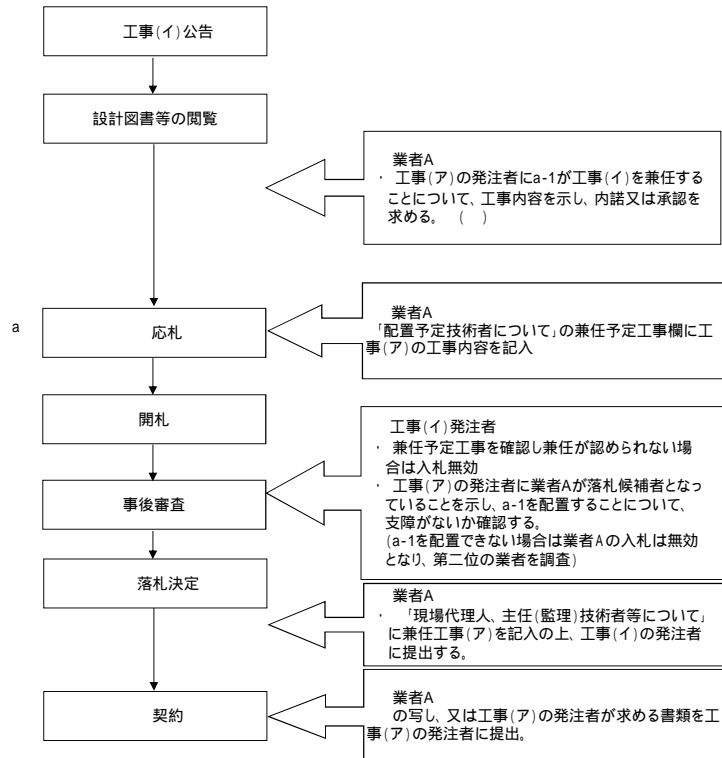 工事(イ)公告
設計図書等の閲覧
業者A
・ 工事(ア)の発注者にa-1が工事(イ)を兼任する
ことについて、工事内容を示し、内諾又は承認を
求める。 ( )
a
応札
業者A
「配置予定技術者について」の兼任予定工事欄に工
事(ア)の工事内容を記入
開札
工事(イ)発注者
・ 兼任予定工事を確認し兼任が認められない場
合は入札無効
・ 工事(ア)の発注者に業者Aが落札候補者となっ
ていることを示し、a-1を配置することについて、
支障がないか確認する。
(a-1を配置できない場合は業者Aの入札は無効
となり、第二位の業者を調査)
事後審査
落札決定
業者A
・ 「現場代理人、主任(監理)技術者等について」
に兼任工事(ア)を記入の上、工事(イ)の発注者
に提出する。
契約
業者A
の写し、又は工事(ア)の発注者が求める書類を工
事(ア)の発注者に提出。